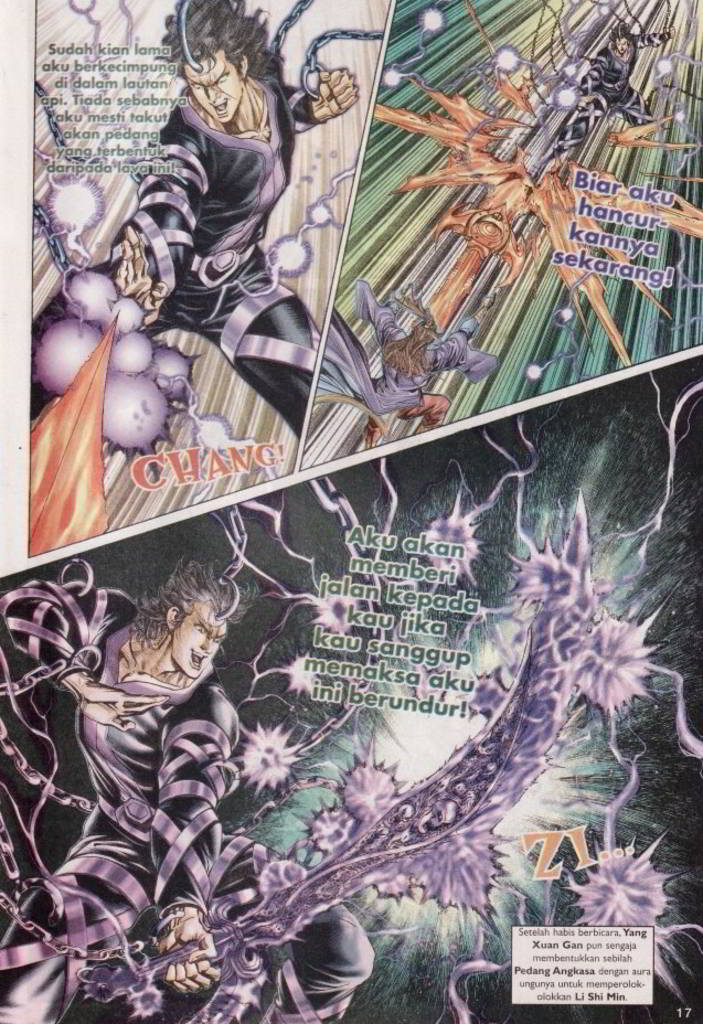 Sudah kian lama
aku berkecimpung
di dalam lautan
api. Tiada sebabnya
aku mesti takut
akan pedang
yang terbentuk
daripada lava ini!
CHANG!
Biar aku
hancur-
kannya
sekarang!
Aku akan
memberi
jalan kepada
kau jika
kau sanggup
memaksa aku
ini berundur!
ZI...
Setelah habis berbicara, Yang
Xuan Gan pun sengaja
membentukkan sebilah
Pedang Angkasa dengan aura
ungunya untuk memperolok-
olokkan Li Shi Min.
17